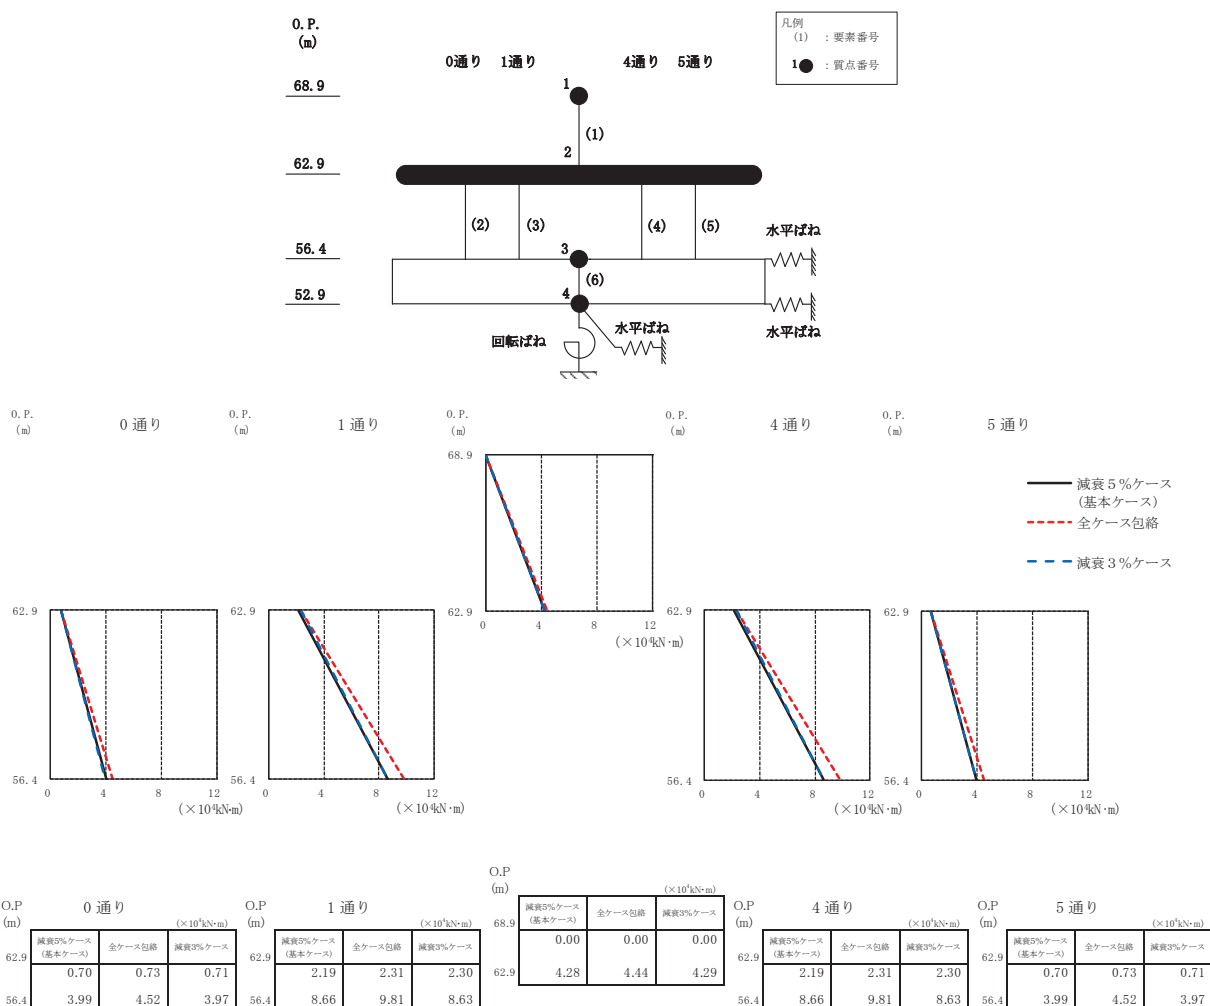 O.P.
(m)
凡例
(1) : 要素番号
1 : 質点番号
0通り 1通り 4通り 5通り
68.9
1
(1)
2
62.9
(2) (3) (4) (5)
水平ばね
56.4
3
(6)
52.9
4
水平ばね
水平ばね
回転ばね
O.P.
(m)
0 通り
O.P.
(m)
1 通り
O.P.
(m)
O.P.
(m)
4 通り
O.P.
(m)
5 通り
68.9
62.9
0 4 8 12
(×10⁴kN·m)
減衰5%ケース
(基本ケース)
全ケース包絡
減衰3%ケース
62.9
56.4
0 4 8 12
(×10⁴kN·m)
62.9
56.4
0 4 8 12
(×10⁴kN·m)
62.9
56.4
0 4 8 12
(×10⁴kN·m)
62.9
56.4
0 4 8 12
(×10⁴kN·m)
O.P
(m)
0 通り
(×10⁴kN·m)
減衰5%ケース
(基本ケース) 全ケース包絡 減衰3%ケース
62.9 0.70 0.73 0.71
56.4 3.99 4.52 3.97
O.P
(m)
1 通り
(×10⁴kN·m)
減衰5%ケース
(基本ケース) 全ケース包絡 減衰3%ケース
62.9 2.19 2.31 2.30
56.4 8.66 9.81 8.63
O.P
(m)
(×10⁴kN·m)
減衰5%ケース
(基本ケース) 全ケース包絡 減衰3%ケース
68.9 0.00 0.00 0.00
62.9 4.28 4.44 4.29
O.P
(m)
4 通り
(×10⁴kN·m)
減衰5%ケース
(基本ケース) 全ケース包絡 減衰3%ケース
62.9 2.19 2.31 2.30
56.4 8.66 9.81 8.63
O.P
(m)
5 通り
(×10⁴kN·m)
減衰5%ケース
(基本ケース) 全ケース包絡 減衰3%ケース
62.9 0.70 0.73 0.71
56.4 3.99 4.52 3.97